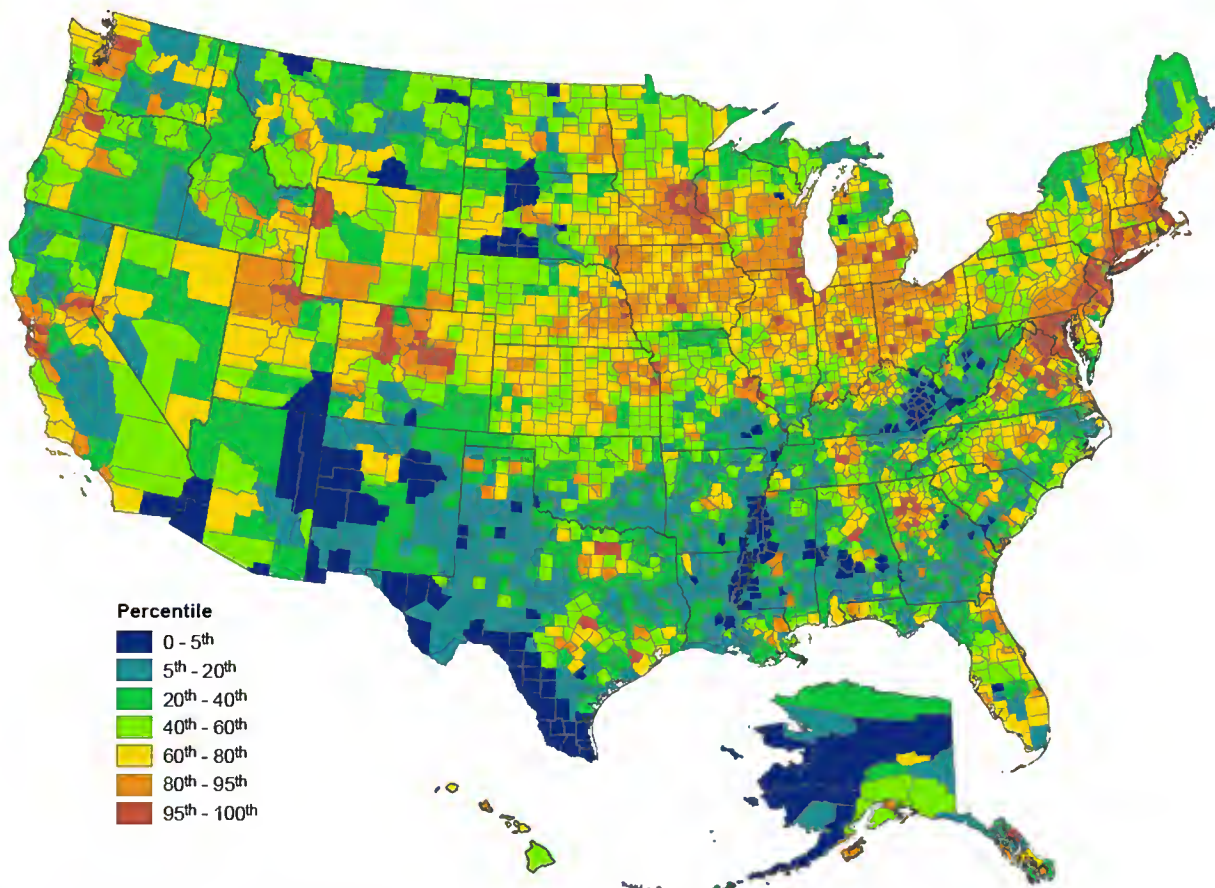 Percentile
0 - 5th
5th - 20th
20th - 40th
40th - 60th
60th - 80th
80th - 95th
95th - 100th